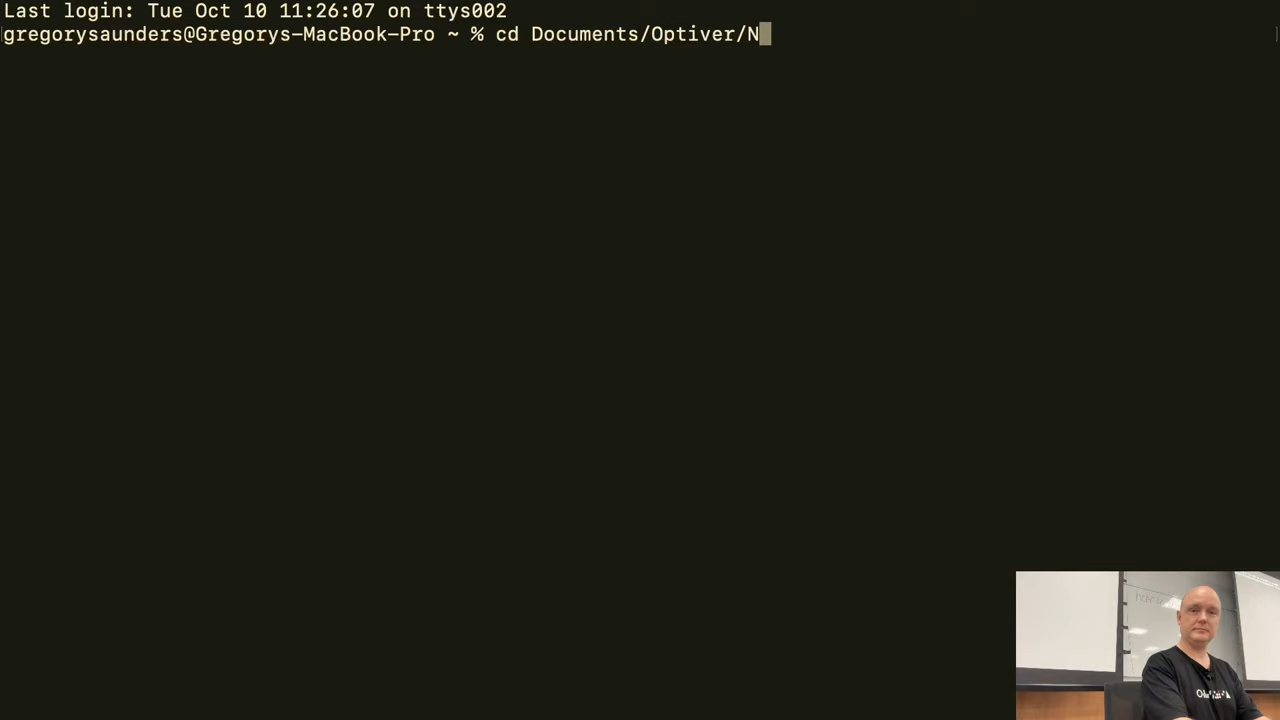 Last login: Tue Oct 10 11:26:07 on ttys002
gregorysaunders@Gregorys-MacBook-Pro ~ % cd Documents/Optiver/N